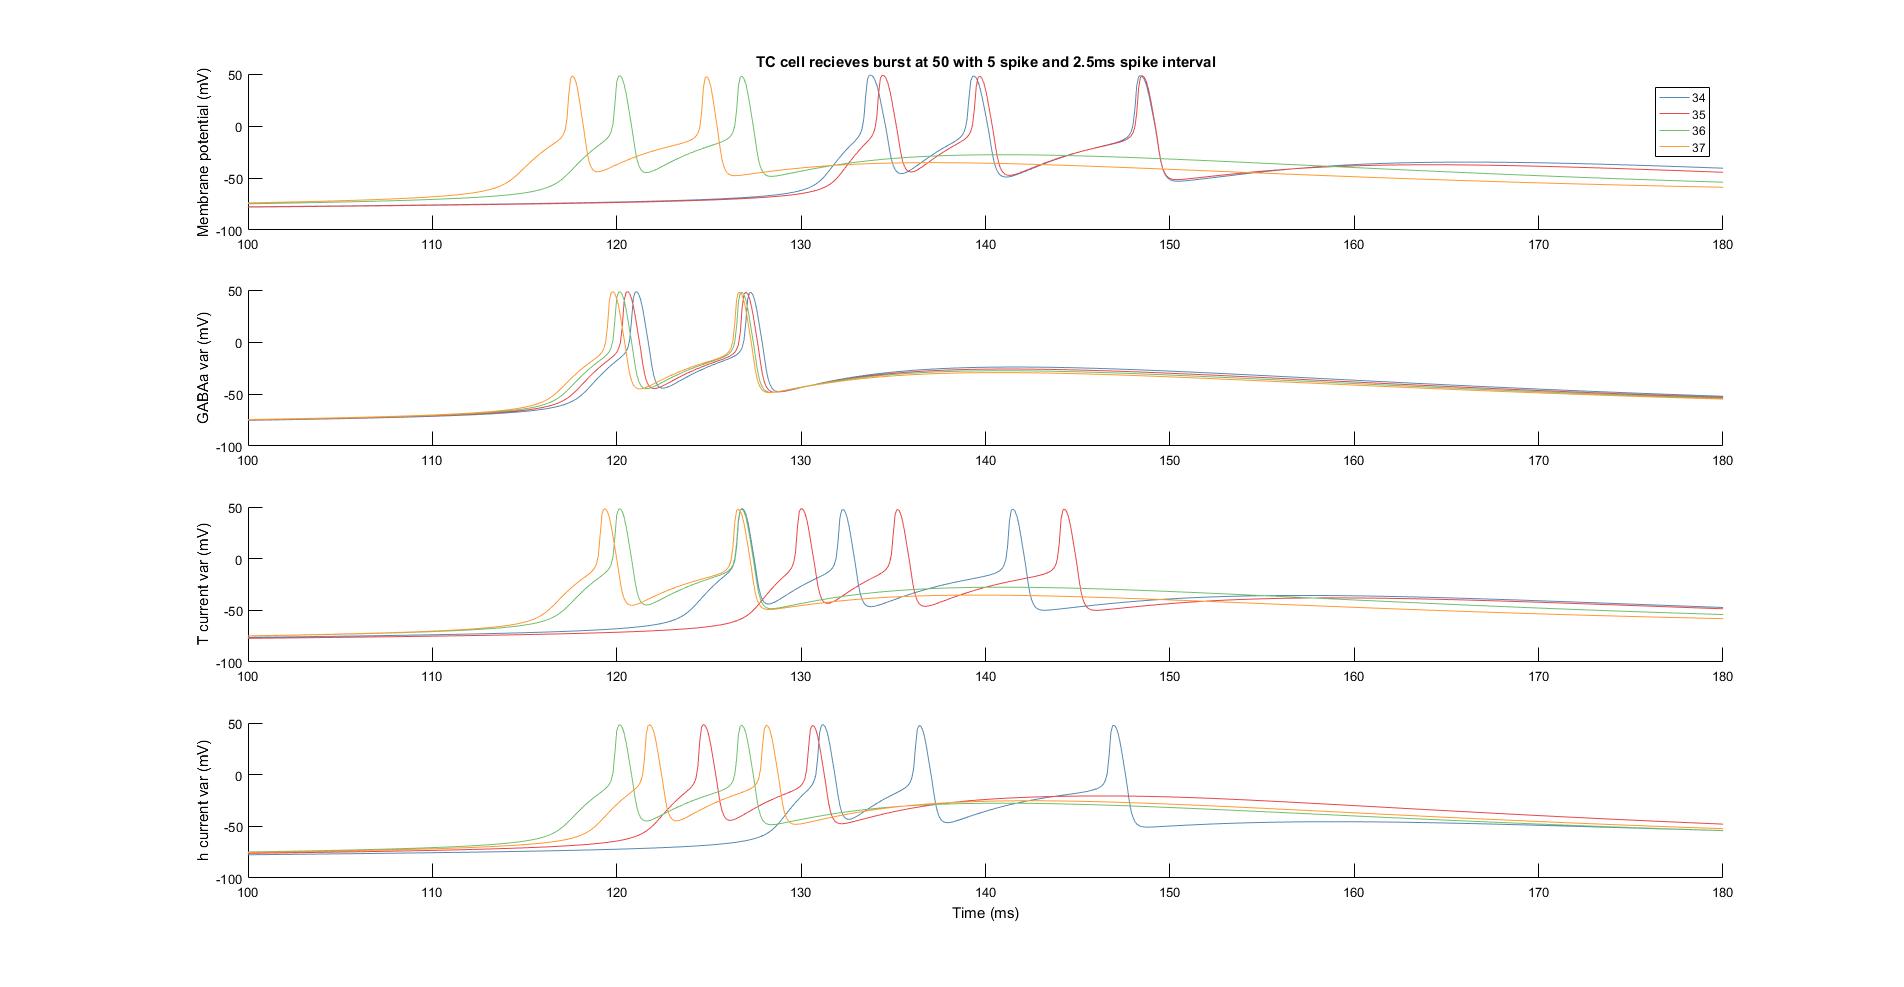 TC cell recieves burst at 50 with 5 spike and 2.5ms spike interval
Membrane potential (mV)
50
0
-50
-100
100 110 120 130 140 150 160 170 180
34
35
36
37
GABAa var (mV)
50
0
-50
-100
100 110 120 130 140 150 160 170 180
T current var (mV)
50
0
-50
-100
100 110 120 130 140 150 160 170 180
h current var (mV)
50
0
-50
-100
100 110 120 130 140 150 160 170 180
Time (ms)